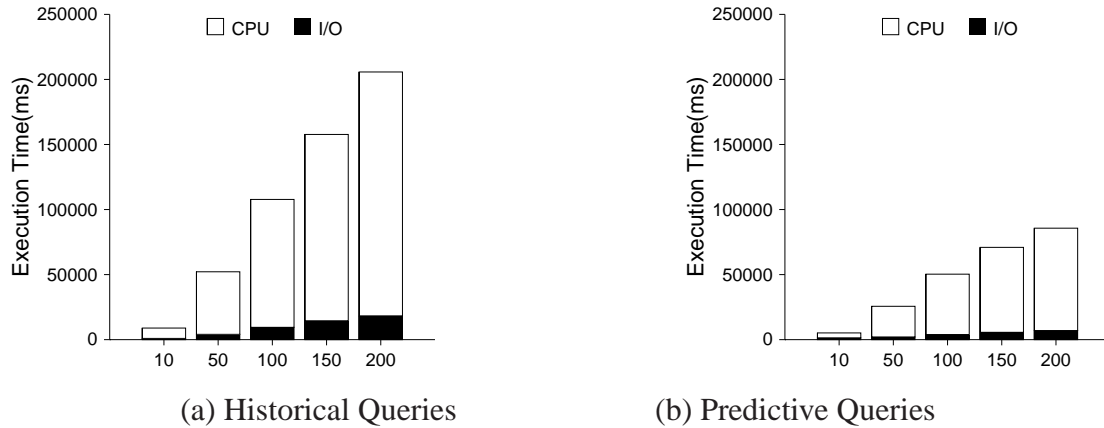 250000
200000
150000
100000
50000
0
Execution Time(ms)
CPU I/O
10 50 100 150 200
(a) Historical Queries
250000
200000
150000
100000
50000
0
Execution Time(ms)
CPU I/O
10 50 100 150 200
(b) Predictive Queries